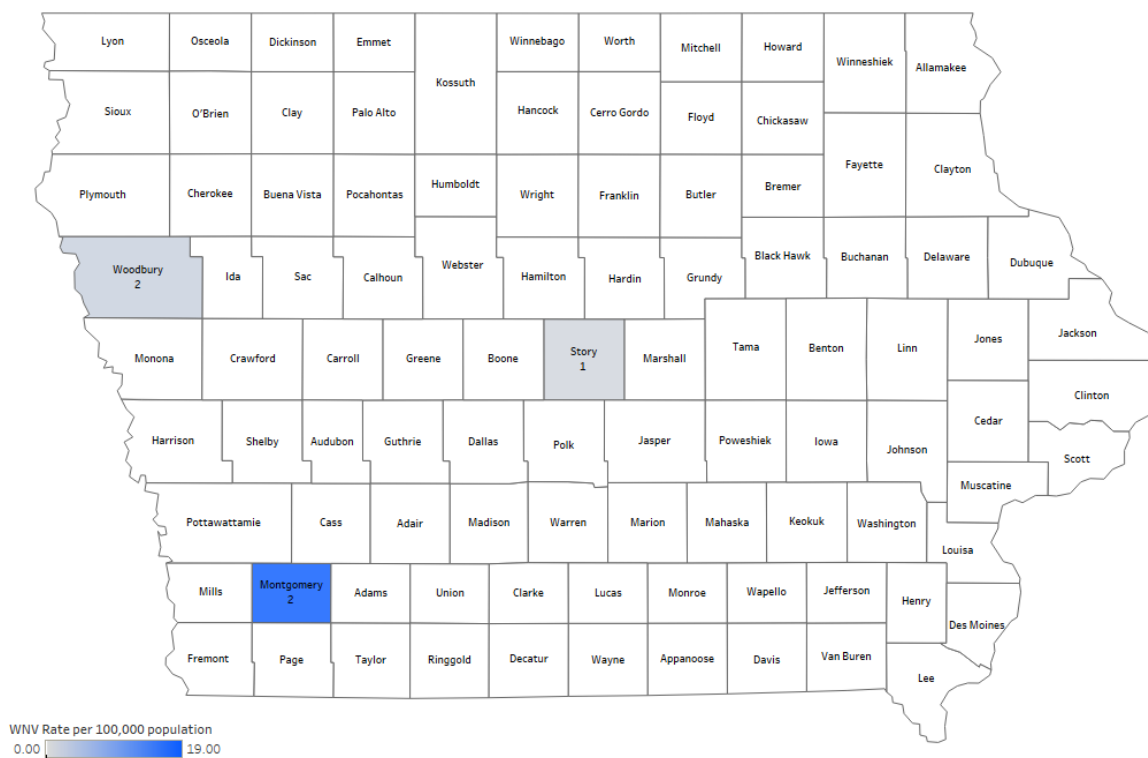 Lyon
Osceola
Dickinson
Emmet
Kossuth
Winnebago
Worth
Mitchell
Howard
Winneshiek
Allamakee
Sioux
O'Brien
Clay
Palo Alto
Hancock
Cerro Gordo
Floyd
Chickasaw
Fayette
Clayton
Plymouth
Cherokee
Buena Vista
Pocahontas
Humboldt
Wright
Franklin
Butler
Bremer
Woodbury
2
Ida
Sac
Calhoun
Webster
Hamilton
Hardin
Grundy
Black Hawk
Buchanan
Delaware
Dubuque
Monona
Crawford
Carroll
Greene
Boone
Story
1
Marshall
Tama
Benton
Linn
Jones
Jackson
Clinton
Harrison
Shelby
Audubon
Guthrie
Dallas
Polk
Jasper
Poweshiek
Iowa
Johnson
Cedar
Scott
Muscatine
Pottawattamie
Cass
Adair
Madison
Warren
Marion
Mahaska
Keokuk
Washington
Louisa
Mills
Montgomery
2
Adams
Union
Clarke
Lucas
Monroe
Wapello
Jefferson
Henry
Des Moines
Fremont
Page
Taylor
Ringgold
Decatur
Wayne
Appanoose
Davis
Van Buren
Lee
WNV Rate per 100,000 population
0.00 19.00